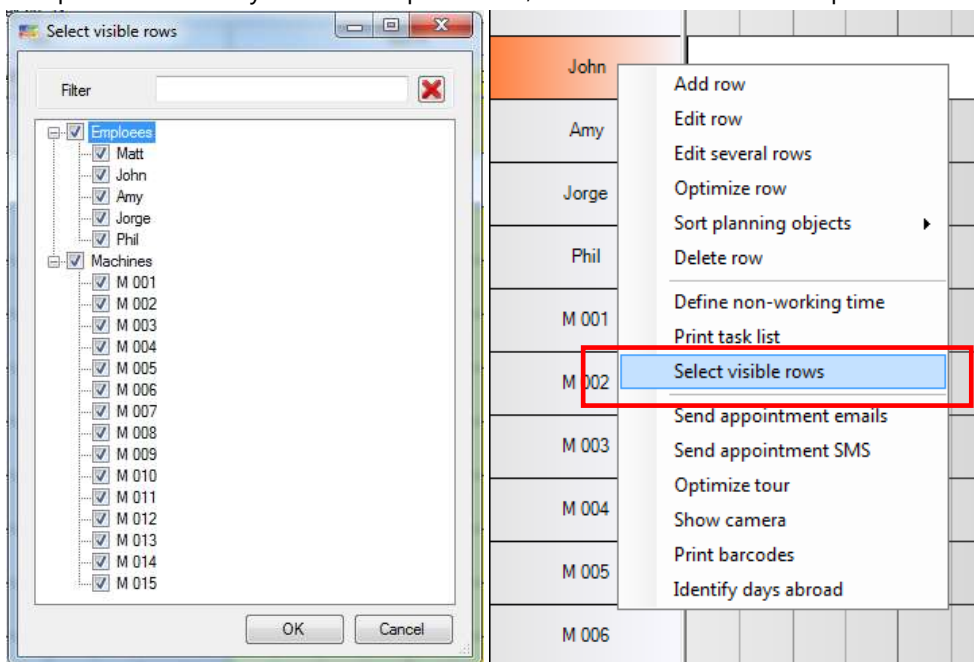 Select visible rows
Filter
Emploees
Matt
John
Amy
Jorge
Phil
Machines
M 001
M 002
M 003
M 004
M 005
M 006
M 007
M 008
M 009
M 010
M 011
M 012
M 013
M 014
M 015
OK
Cancel
John
Amy
Jorge
Phil
M 001
M 002
M 003
M 004
M 005
M 006
Add row
Edit row
Edit several rows
Optimize row
Sort planning objects
Delete row
Define non-working time
Print task list
Select visible rows
Send appointment emails
Send appointment SMS
Optimize tour
Show camera
Print barcodes
Identify days abroad